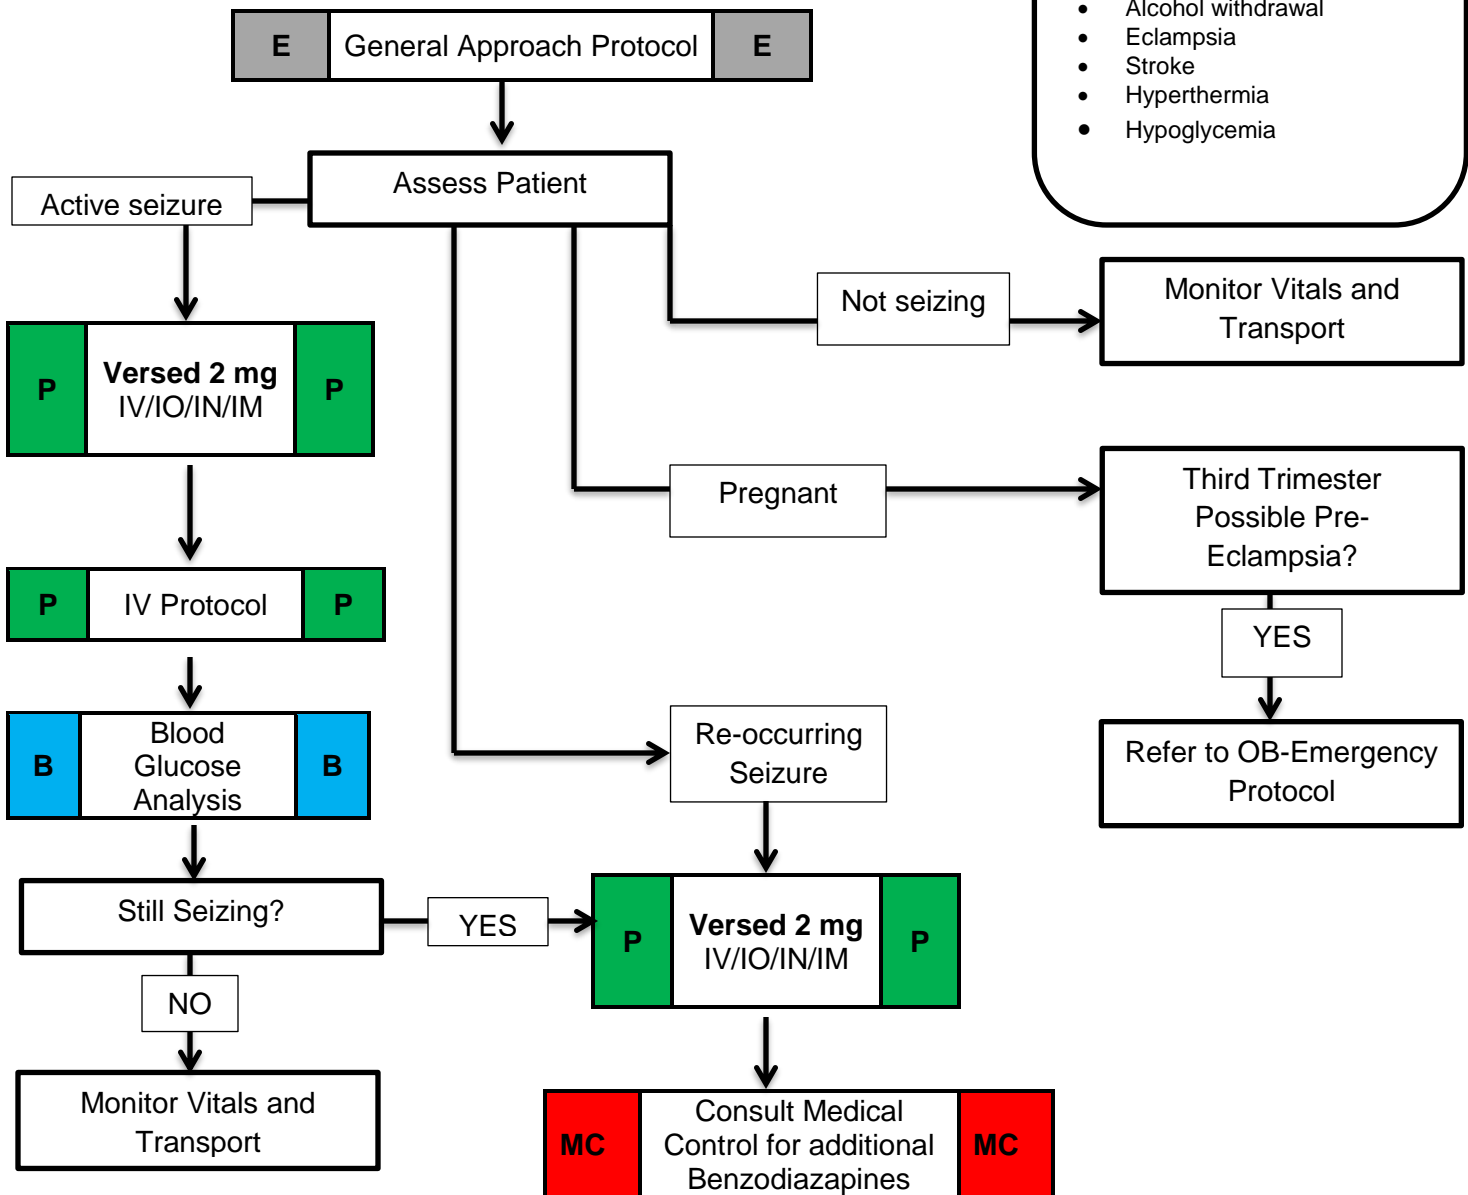 Alcohol withdrawal
Eclampsia
Stroke
Hyperthermia
Hypoglycemia
E
General Approach Protocol
E
Assess Patient
Active seizure
Not seizing
Monitor Vitals and
Transport
P
Versed 2 mg
IV/IO/IN/IM
P
Pregnant
Third Trimester
Possible Pre-
Eclampsia?
P
IV Protocol
P
YES
B
Blood
Glucose
Analysis
B
Re-occurring
Seizure
Refer to OB-Emergency
Protocol
Still Seizing?
YES
P
Versed 2 mg
IV/IO/IN/IM
P
NO
Monitor Vitals and
Transport
MC
Consult Medical
Control for additional
Benzodiazapines
MC